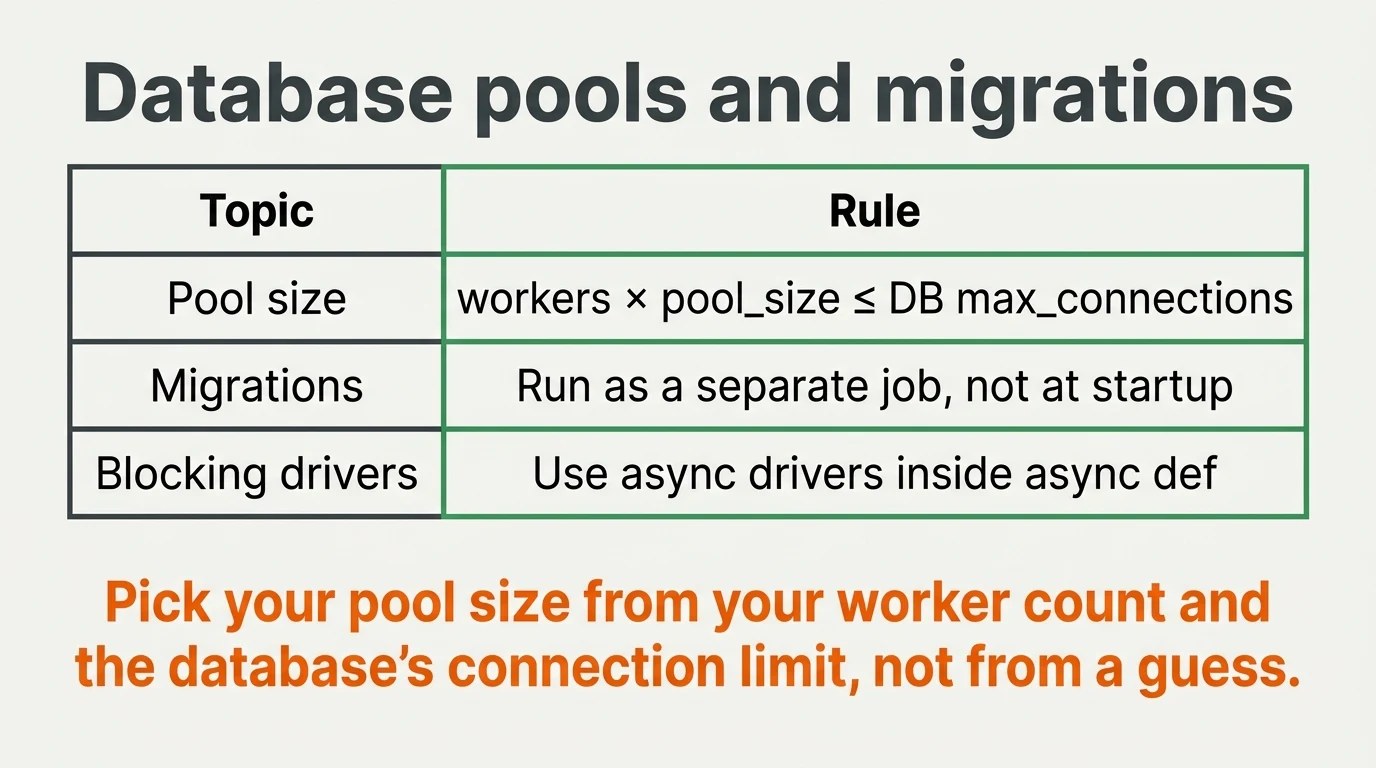 Database pools and migrations
Topic Rule
Pool size workers × pool_size ≤ DB max_connections
Migrations Run as a separate job, not at startup
Blocking drivers Use async drivers inside async def
Pick your pool size from your worker count and
the database’s connection limit, not from a guess.